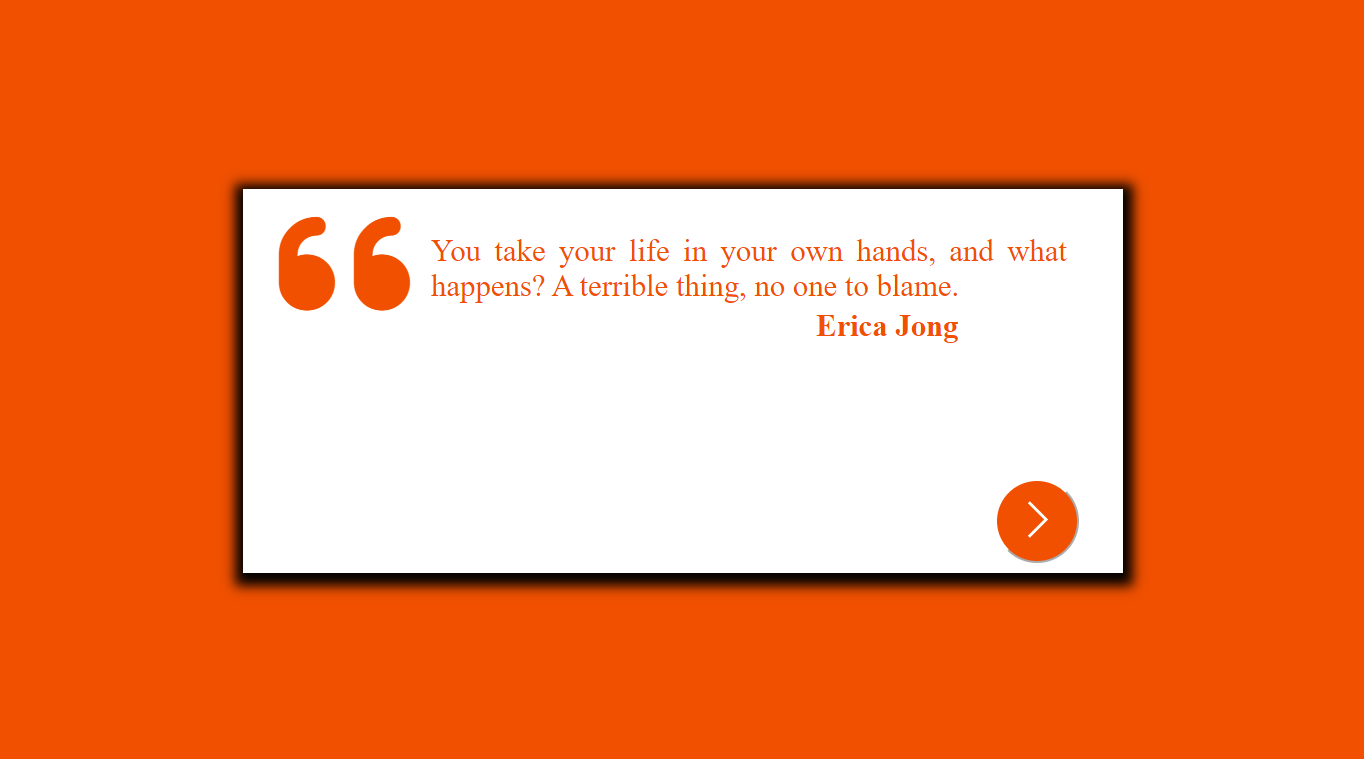 You take your life in your own hands, and what
happens? A terrible thing, no one to blame.
Erica Jong